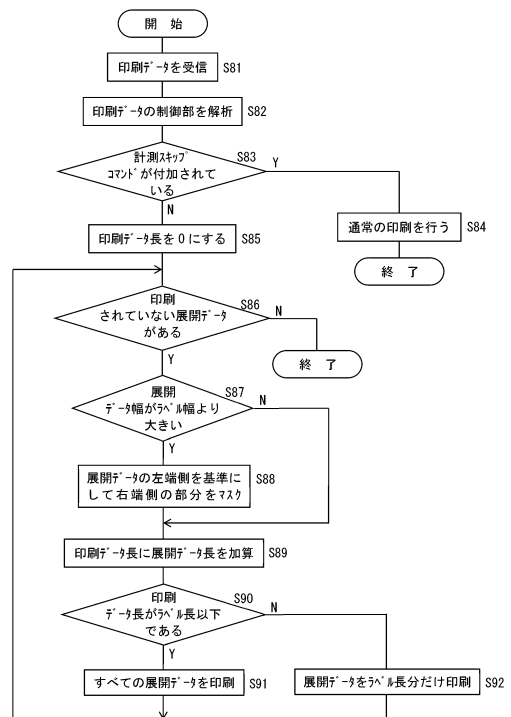 開 始
印刷データを受信 S81
印刷データの制御部を解析 S82
計測スキップ
コマンドが付加されて
いる
S83
Y
N
通常の印刷を行う S84
終 了
印刷データ長を0にする S85
印刷
されていない展開データ
がある
S86
N
Y
終 了
展開
データ幅がラベル幅より
大きい
S87
N
Y
展開データの左端側を基準に
して右端側の部分をマスク
S88
印刷データ長に展開データ長を加算 S89
印刷
データ長がラベル長以下
である
S90
N
Y
すべての展開データを印刷 S91
展開データをラベル長分だけ印刷 S92